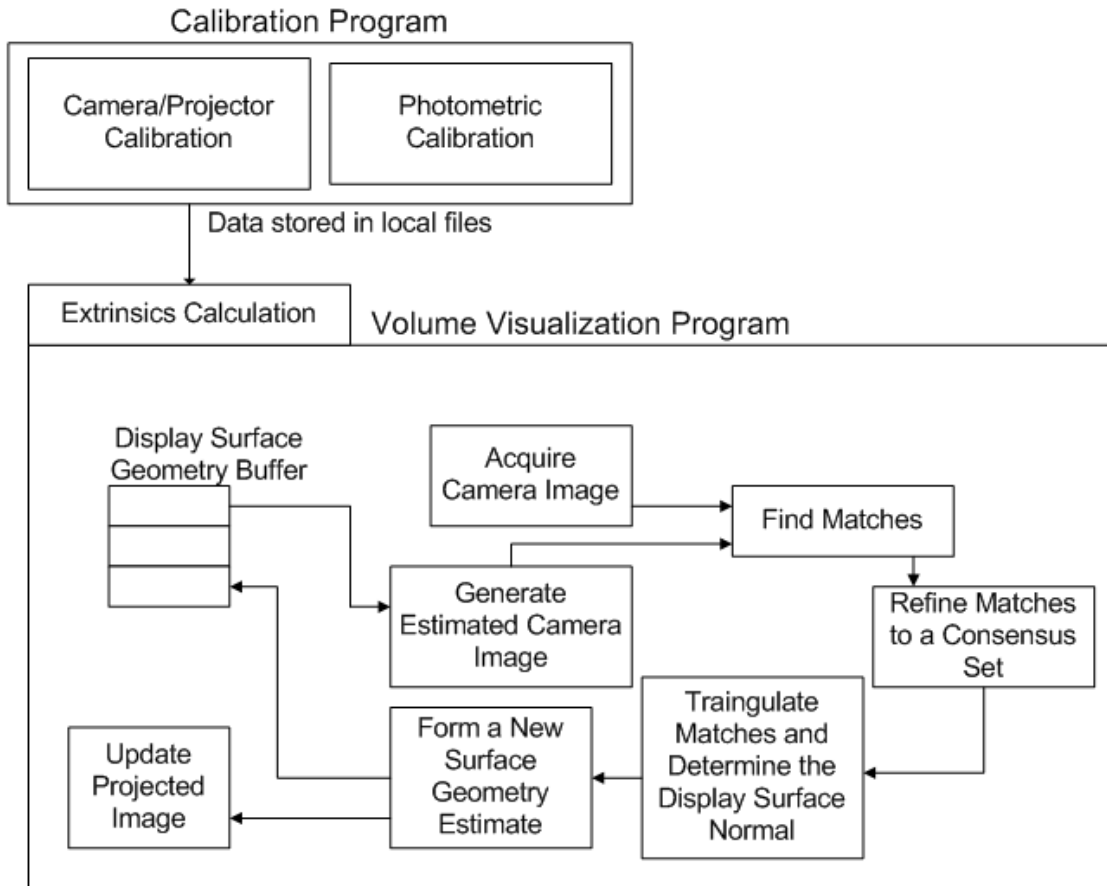 Calibration Program
Camera/Projector
Calibration
Photometric
Calibration
Data stored in local files
Extrinsics Calculation
Volume Visualization Program
Display Surface
Geometry Buffer
Acquire
Camera Image
Find Matches
Generate
Estimated Camera
Image
Refine Matches
to a Consensus
Set
Traingulate
Matches and
Determine the
Display Surface
Normal
Form a New
Surface
Geometry
Estimate
Update
Projected
Image